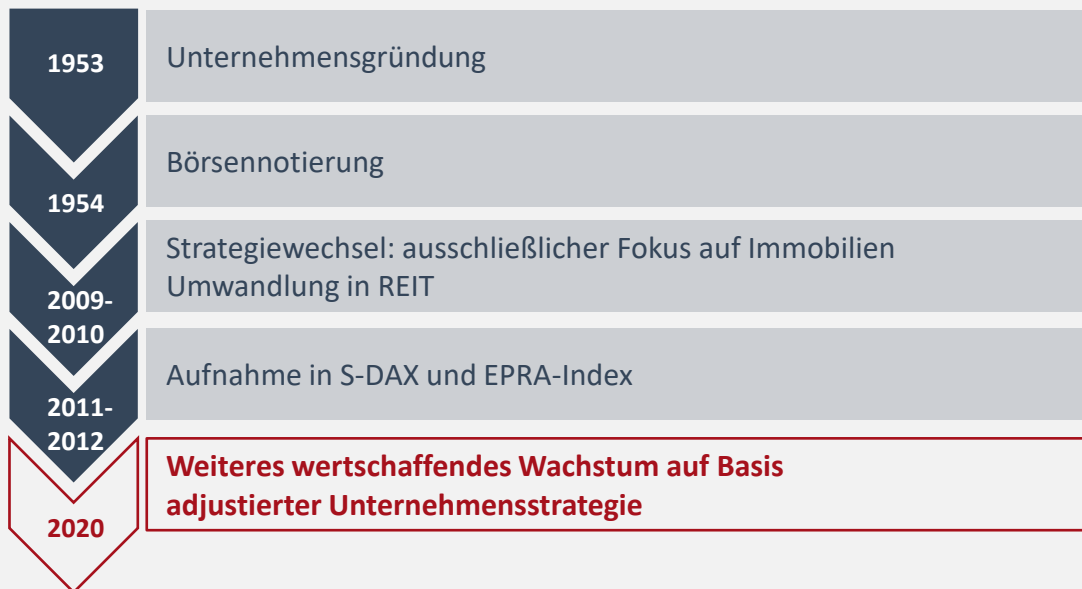 1953
Unternehmensgründung
1954
Börsennotierung
2009-
2010
Strategiewechsel: ausschließlicher Fokus auf Immobilien
Umwandlung in REIT
2011-
2012
Aufnahme in S-DAX und EPRA-Index
2020
Weiteres wertschaffendes Wachstum auf Basis
adjustierter Unternehmensstrategie